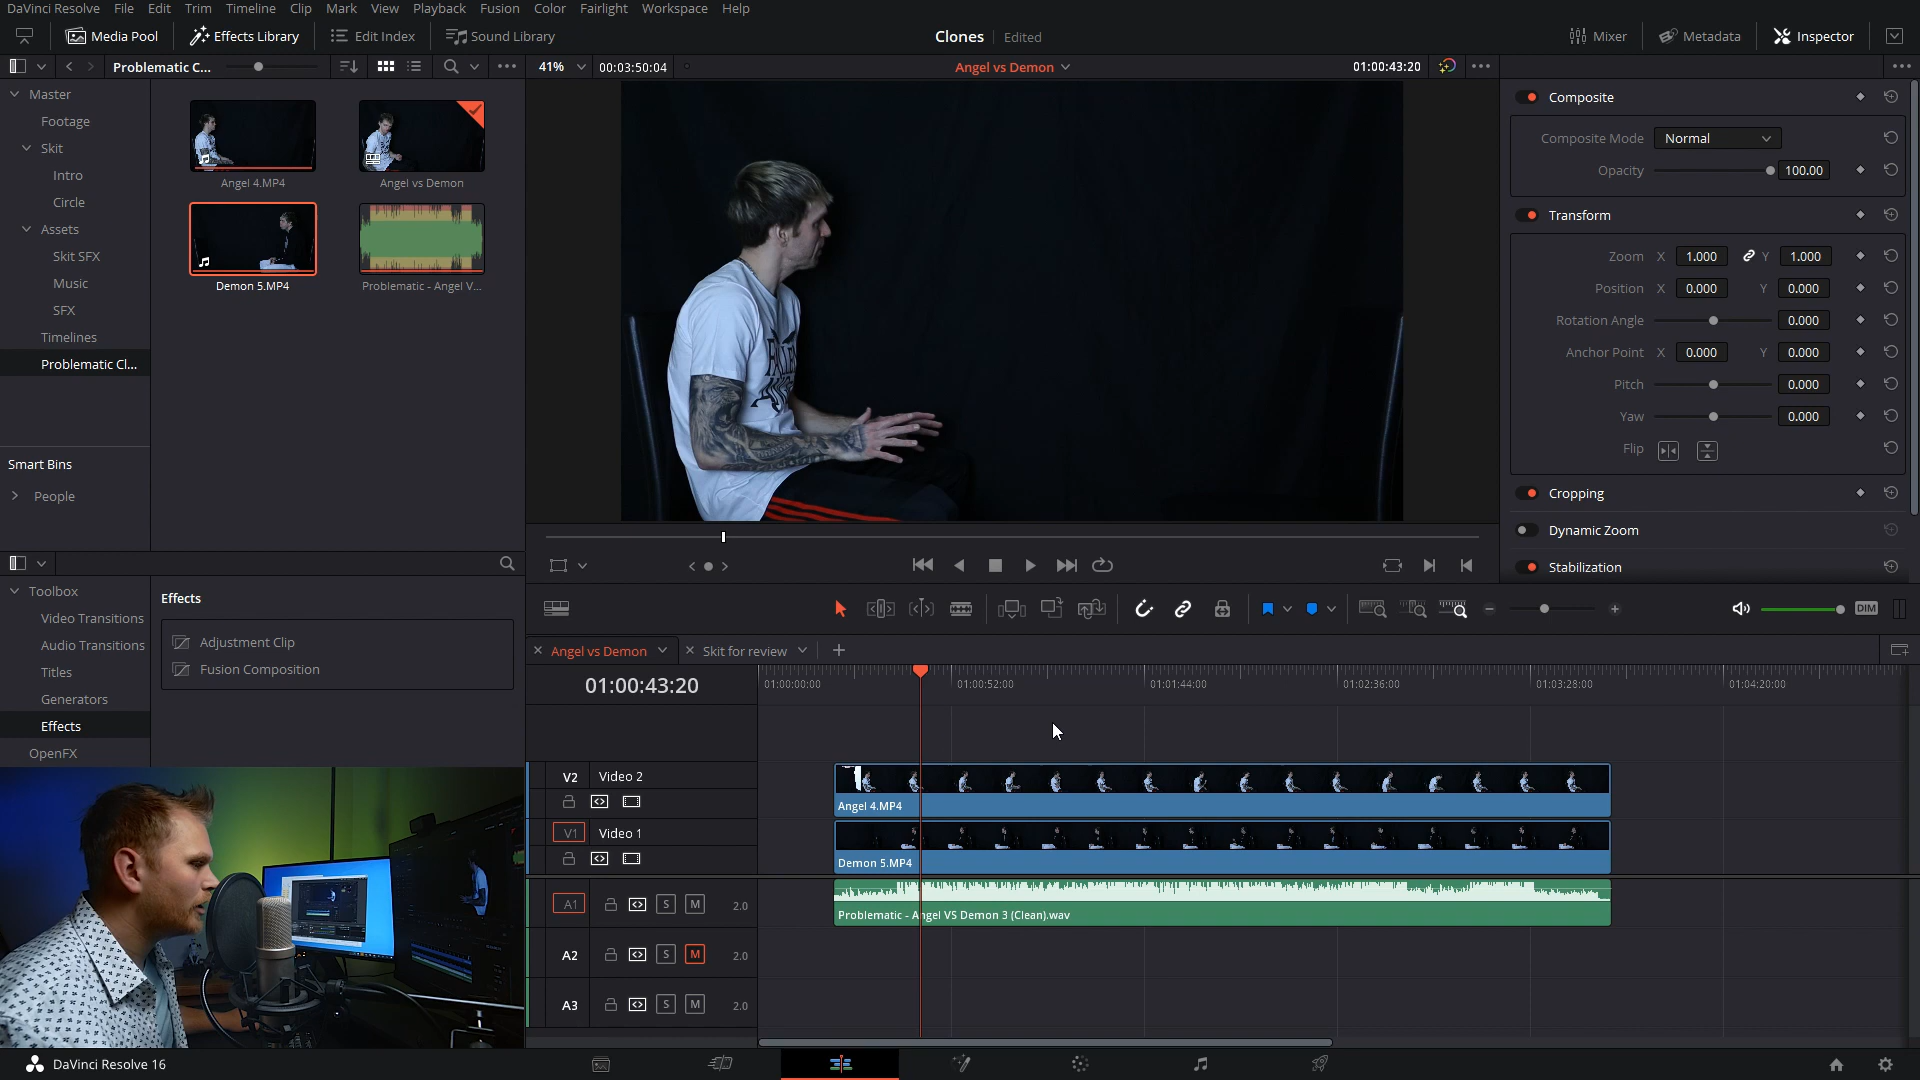 DaVinci Resolve File Edit Trim Timeline Clip Mark View Playback Fusion Color Fairlight Workspace Help
Media Pool Effects Library Edit Index Sound Library Clones Edited Mixer Metadata Inspector
Problematic C... 41% 00:03:50:04 Angel vs Demon 01:00:43:20
Master
Footage
Skit
Intro
Circle
Assets
Skit SFX
Music
SFX
Timelines
Problematic Cl...
Smart Bins
People
Angel 4.MP4
Angel vs Demon
Demon 5.MP4
Problematic - Angel V...
Composite
Composite Mode Normal
Opacity 100.00
Transform
Zoom X 1.000 Y 1.000
Position X 0.000 Y 0.000
Rotation Angle 0.000
Anchor Point X 0.000 Y 0.000
Pitch 0.000
Yaw 0.000
Flip
Cropping
Dynamic Zoom
Stabilization
Toolbox
Video Transitions
Audio Transitions
Titles
Generators
Effects
OpenFX
Effects
Adjustment Clip
Fusion Composition
DIM
Angel vs Demon Skit for review
01:00:43:20
01:00:00:00 01:00:52:00 01:01:44:00 01:02:36:00 01:03:28:00 01:04:20:00
V2 Video 2
Angel 4.MP4
V1 Video 1
Demon 5.MP4
A1 S M 2.0
Problematic - Angel VS Demon 3 (Clean).wav
A2 S M 2.0
A3 S M 2.0
DaVinci Resolve 16